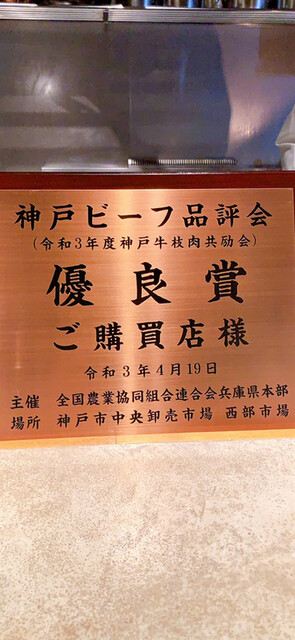 神戸ビーフ品評会
(令和3年度神戸牛枝肉共励会)
優良賞
ご購買店様
令和3年4月19日
主催 全国農業協同組合連合会兵庫県本部
場所 神戸市中央卸売市場 西部市場